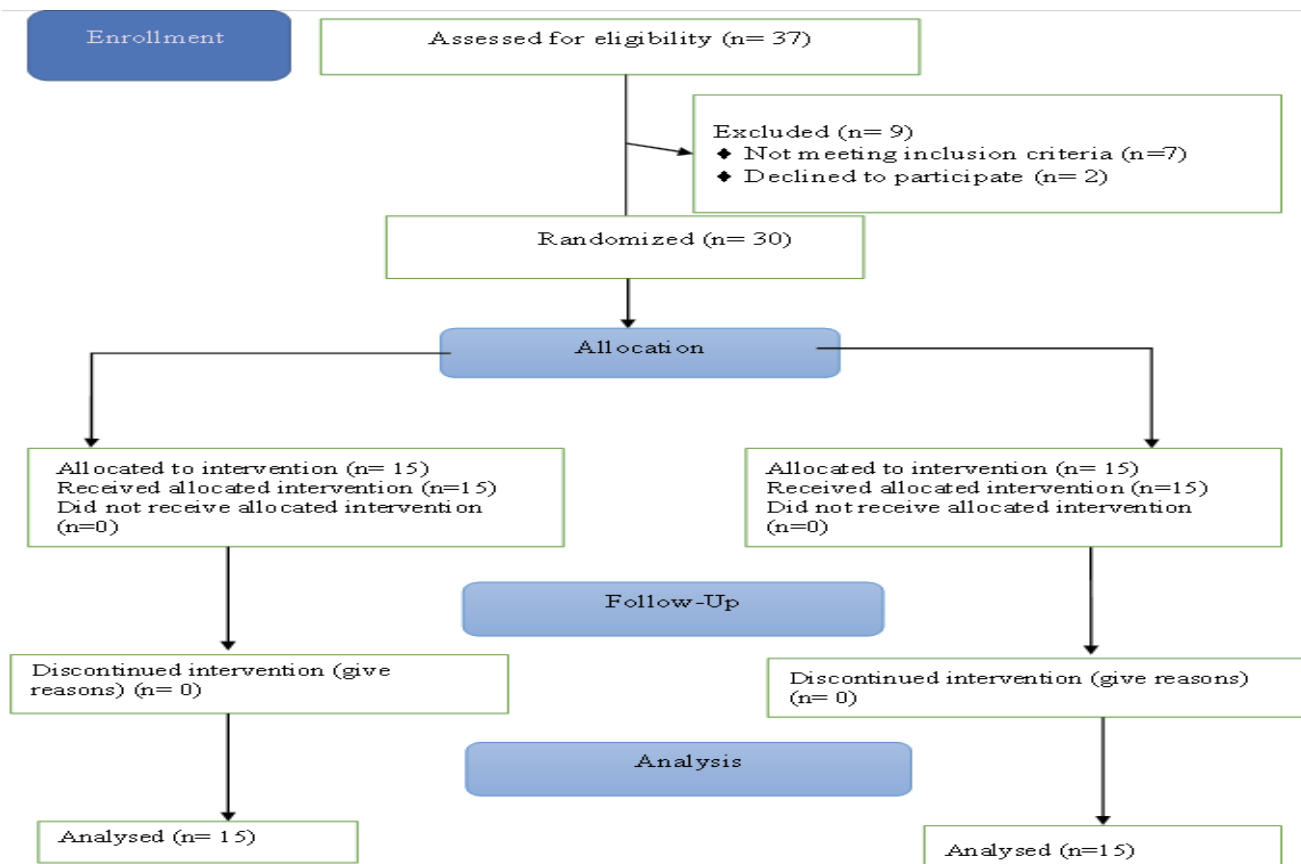 Enrollment
Assessed for eligibility (n= 37)
Excluded (n= 9)
◆ Not meeting inclusion criteria (n=7)
◆ Declined to participate (n= 2)
Randomized (n= 30)
Allocation
Allocated to intervention (n= 15)
Received allocated intervention (n=15)
Did not receive allocated intervention
(n=0)
Allocated to intervention (n= 15)
Received allocated intervention (n=15)
Did not receive allocated intervention
(n=0)
Follow-Up
Discontinued intervention (give
reasons) (n= 0)
Discontinued intervention (give reasons)
(n= 0)
Analysis
Analysed (n= 15)
Analysed (n=15)